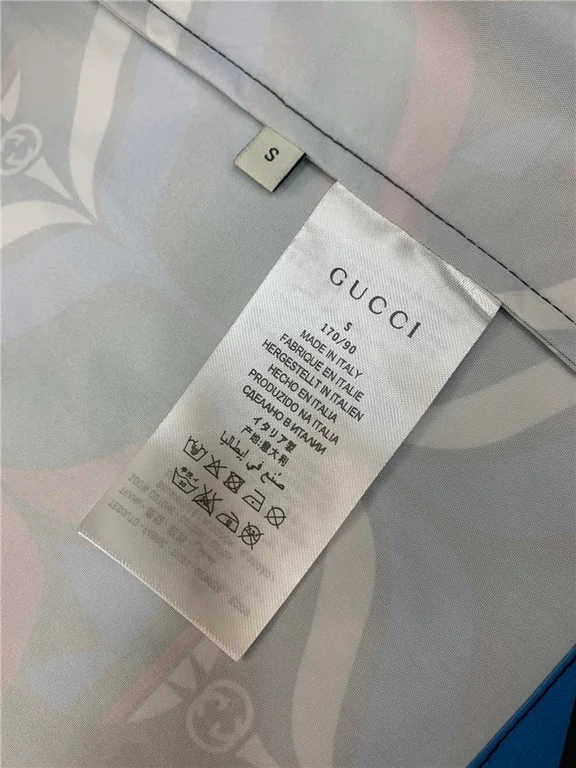 S
GUCCI
S
170/90
MADE IN ITALY
FABRIQUE EN ITALIE
HERGESTELLT IN ITALIEN
HECHO EN ITALIA
PRODUZIDO NA ITALIA
СДЕЛАНО В ИТАЛИИ
イタリア製
产地:意大利
صنع في إيطاليا